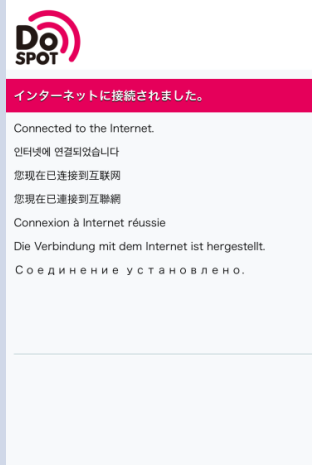 Do
SPOT
インターネットに接続されました。
Connected to the Internet.
인터넷에 연결되었습니다
您现在已连接到互联网
您現在已連接到互聯網
Connexion à Internet réussie
Die Verbindung mit dem Internet ist hergestellt.
Соединение установлено.